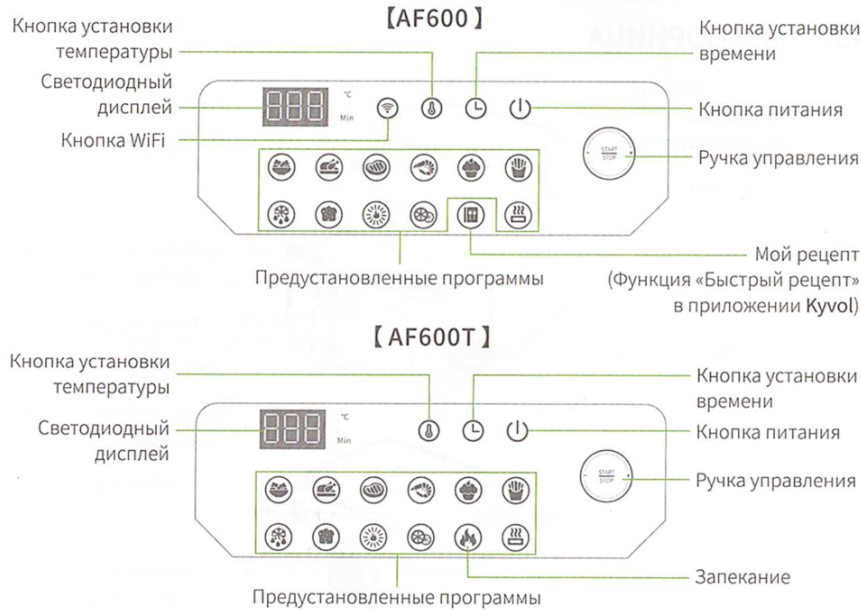 【AF600】
Кнопка установки
температуры
Светодиодный
дисплей
Кнопка WiFi
Кнопка установки
времени
Кнопка питания
Ручка управления
888
°C
Min
START
STOP
- +
Предустановленные программы
Мой рецепт
(Функция «Быстрый рецепт»
в приложении Kyvol)
【AF600T】
Кнопка установки
температуры
Светодиодный
дисплей
Кнопка установки
времени
Кнопка питания
Ручка управления
888
°C
Min
START
STOP
- +
Запекание
Предустановленные программы